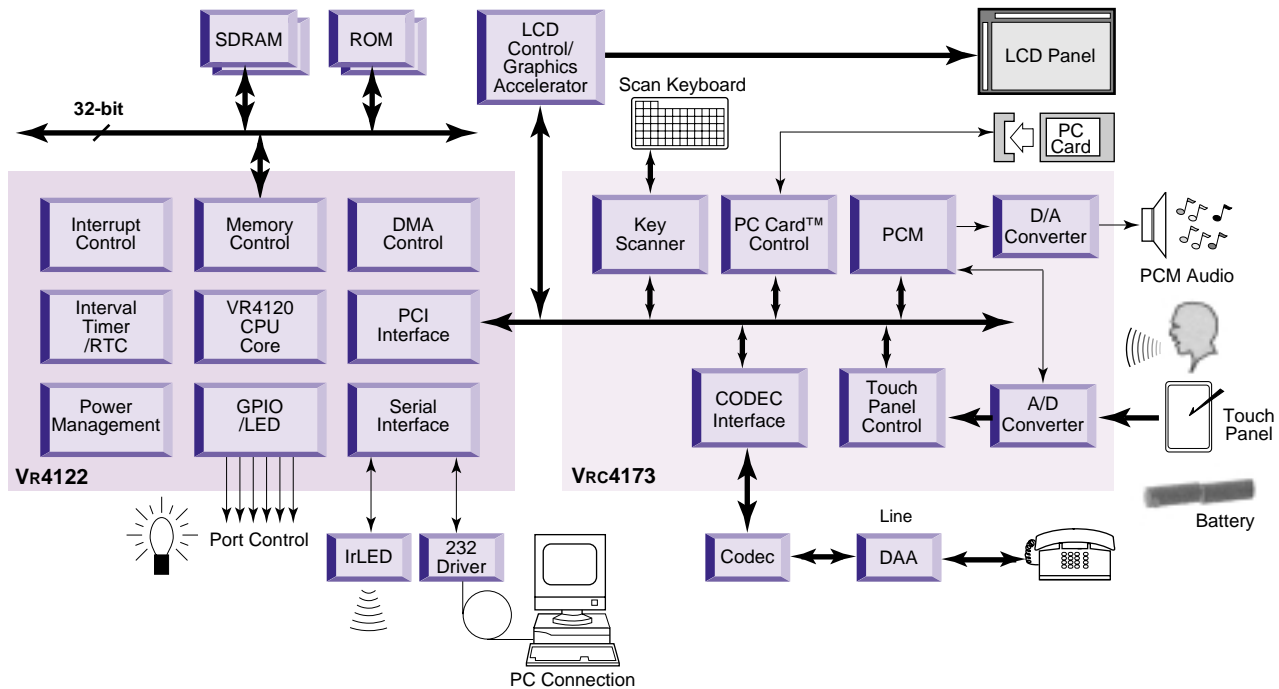 SDRAM
ROM
LCD
Control/
Graphics
Accelerator
LCD Panel
Scan Keyboard
32-bit
PC
Card
Interrupt
Control
Memory
Control
DMA
Control
Key
Scanner
PC Card™
Control
PCM
D/A
Converter
PCM Audio
Interval
Timer
/RTC
VR4120
CPU
Core
PCI
Interface
Power
Management
GPIO
/LED
Serial
Interface
CODEC
Interface
Touch
Panel
Control
A/D
Converter
Touch
Panel
VR4122
VRC4173
Battery
Port Control
IrLED
232
Driver
Line
Codec
DAA
PC Connection